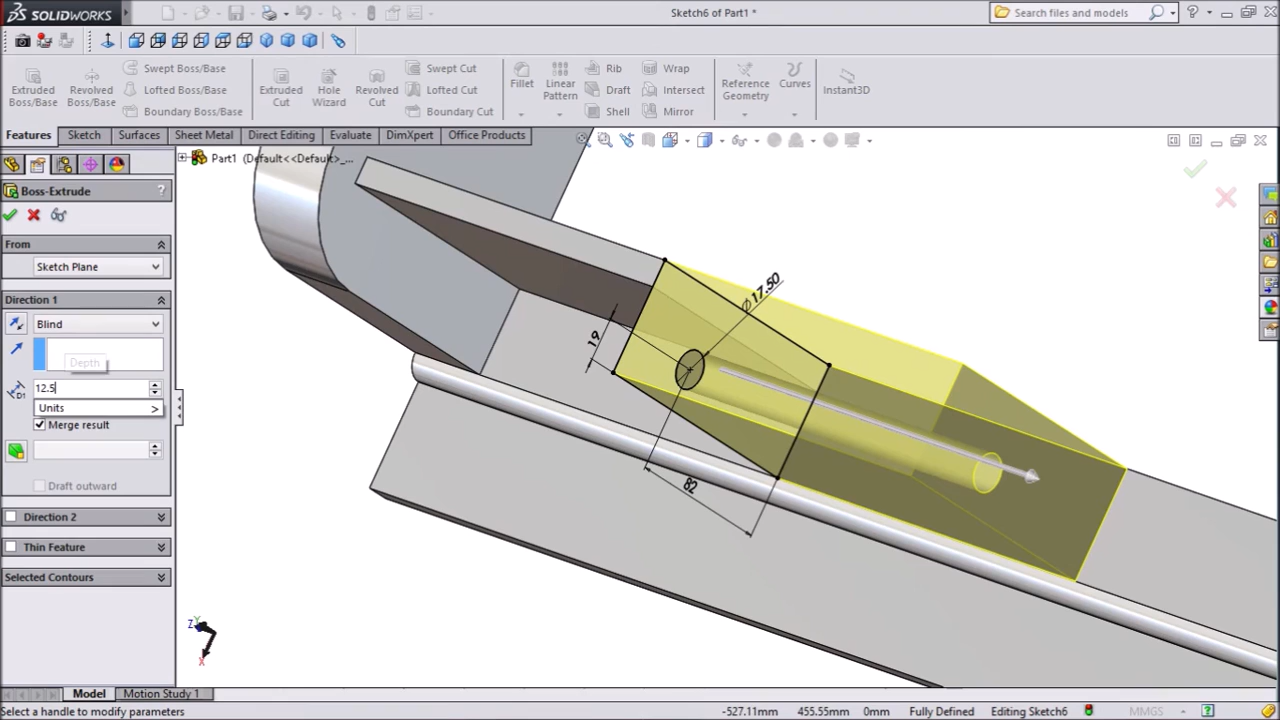 SOLIDWORKS
Sketch6 of Part1 *
Search files and models
Extruded Boss/Base
Revolved Boss/Base
Swept Boss/Base
Lofted Boss/Base
Boundary Boss/Base
Extruded Cut
Hole Wizard
Revolved Cut
Swept Cut
Lofted Cut
Boundary Cut
Fillet
Linear Pattern
Rib
Draft
Shell
Wrap
Intersect
Mirror
Reference Geometry
Curves
Instant3D
Features
Sketch
Surfaces
Sheet Metal
Direct Editing
Evaluate
DimXpert
Office Products
Part1 (Default<<Default>_...
Boss-Extrude
?
From
Sketch Plane
Direction 1
Blind
Depth
D1
12.5
Units >
Merge result
Draft outward
Direction 2
Thin Feature
Selected Contours
Ø17.50
19
82
Z
Y
X
Model
Motion Study 1
Select a handle to modify parameters
-527.11mm
455.55mm
0mm
Fully Defined
Editing Sketch6
MMGS